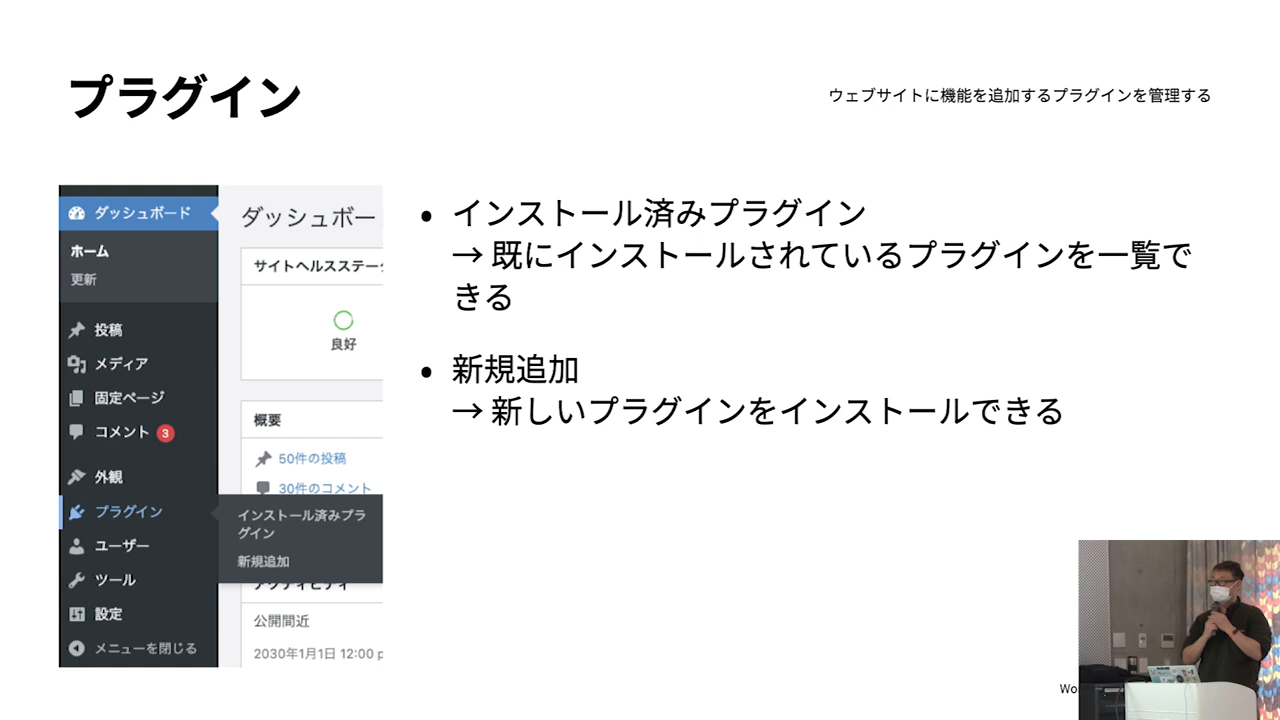 プラグイン
ウェブサイトに機能を追加するプラグインを管理する
ダッシュボード
ホーム
更新
投稿
メディア
固定ページ
コメント 3
外観
プラグイン
ユーザー
ツール
設定
メニューを閉じる
ダッシュボー
サイトヘルスステー
良好
概要
50件の投稿
30件のコメント
インストール済みプラ
グイン
新規追加
アクティビティ
公開間近
2030年1月1日 12:00 p
• インストール済みプラグイン
→ 既にインストールされているプラグインを一覧で
きる
• 新規追加
→ 新しいプラグインをインストールできる
Wo